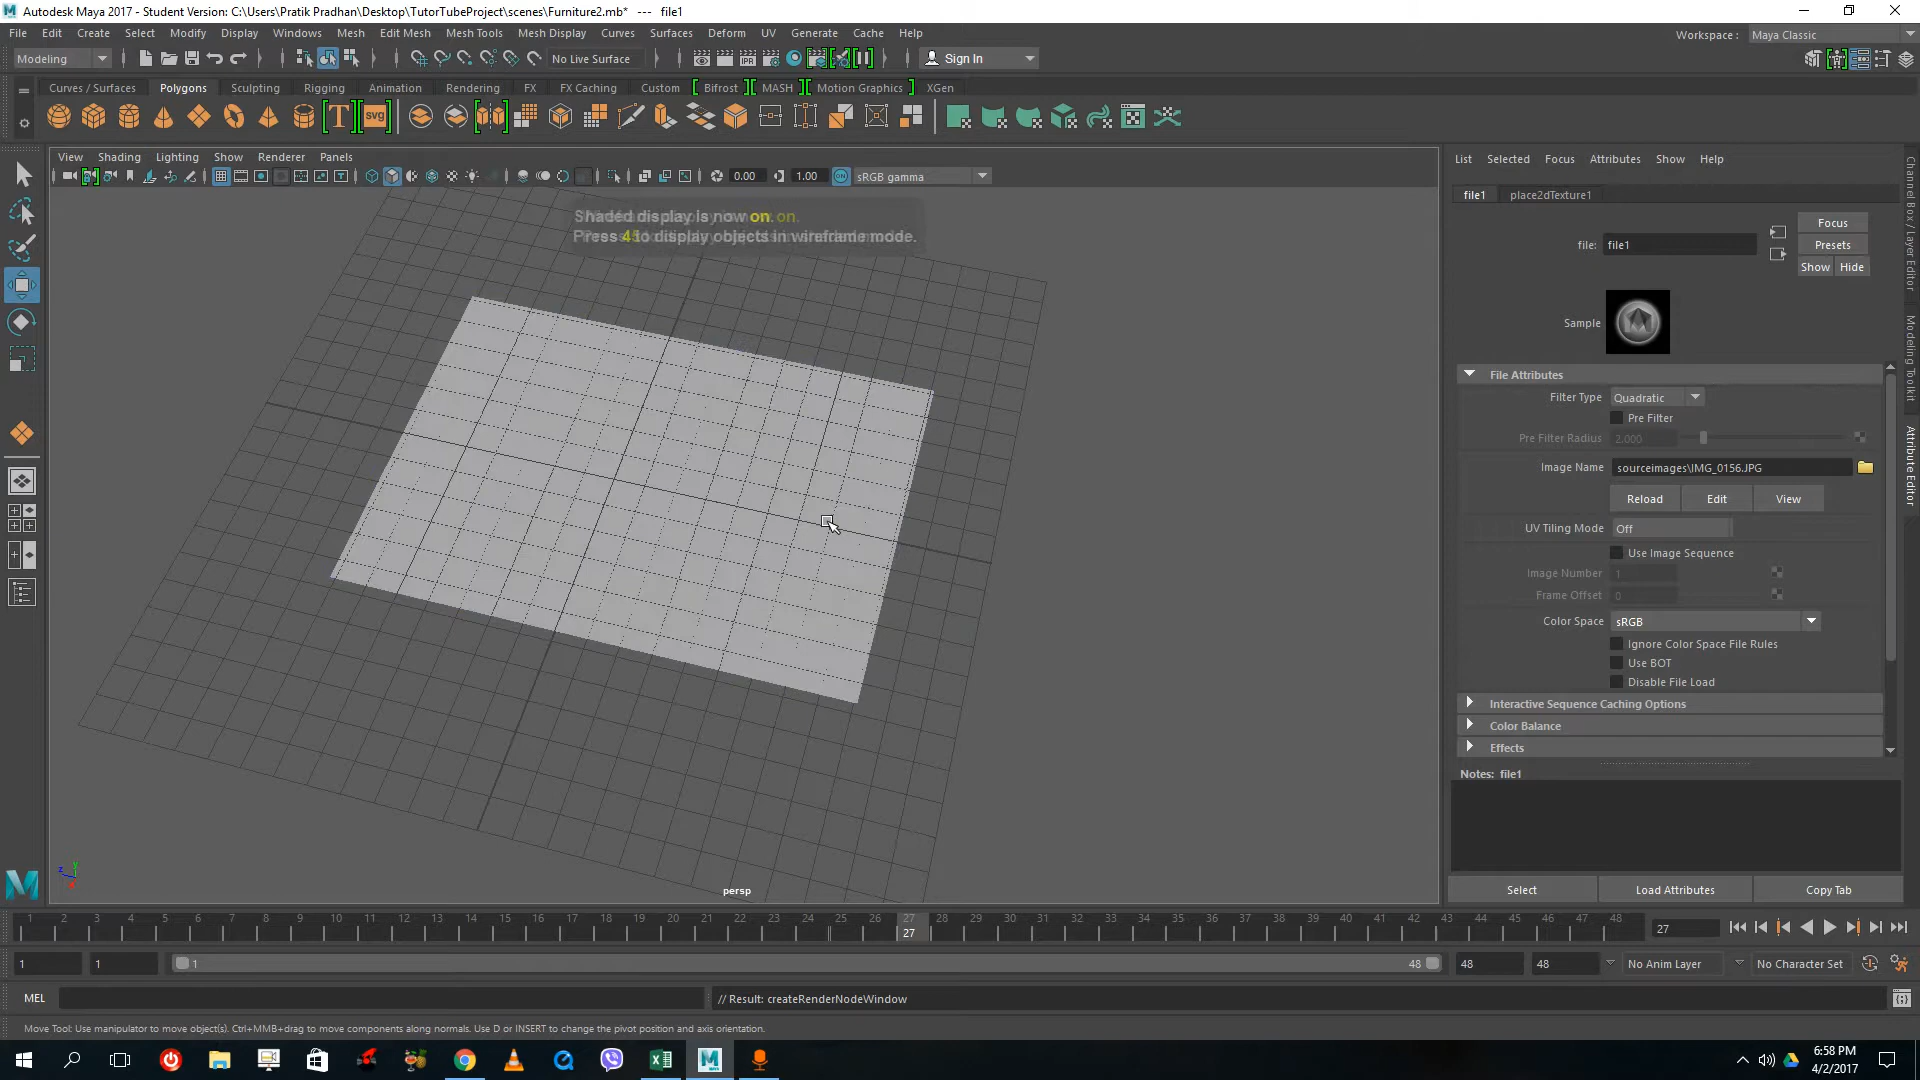 Autodesk Maya 2017 - Student Version: C:\Users\Pratik Pradhan\Desktop\TutorTubeProject\scenes\Furniture2.mb* --- file1
File Edit Create Select Modify Display Windows Mesh Edit Mesh Mesh Tools Mesh Display Curves Surfaces Deform UV Generate Cache Help
Workspace : Maya Classic
Modeling No Live Surface Sign In
Curves / Surfaces Polygons Sculpting Rigging Animation Rendering FX FX Caching Custom Bifrost MASH Motion Graphics XGen
T SVG
View Shading Lighting Show Renderer Panels
0.00 1.00 ON sRGB gamma
Shaded display is now on.
Press 4 to display objects in wireframe mode.
persp
List Selected Focus Attributes Show Help
file1 place2dTexture1
Focus
file: file1
Presets
Show Hide
Sample
File Attributes
Filter Type Quadratic
Pre Filter
Pre Filter Radius 2.000
Image Name sourceimages\IMG_0156.JPG
Reload Edit View
UV Tiling Mode Off
Use Image Sequence
Image Number 1
Frame Offset 0
Color Space sRGB
Ignore Color Space File Rules
Use BOT
Disable File Load
Interactive Sequence Caching Options
Color Balance
Effects
Notes: file1
Select Load Attributes Copy Tab
Channel Box / Layer Editor
Modeling Toolkit
Attribute Editor
1 2 3 4 5 6 7 8 9 10 11 12 13 14 15 16 17 18 19 20 21 22 23 24 25 26 27 28 29 30 31 32 33 34 35 36 37 38 39 40 41 42 43 44 45 46 47 48
27 27
1 1 1 48 48 48 No Anim Layer No Character Set
MEL // Result: createRenderNodeWindow
Move Tool: Use manipulator to move object(s). Ctrl+MMB+drag to move components along normals. Use D or INSERT to change the pivot position and axis orientation.
6:58 PM
4/2/2017